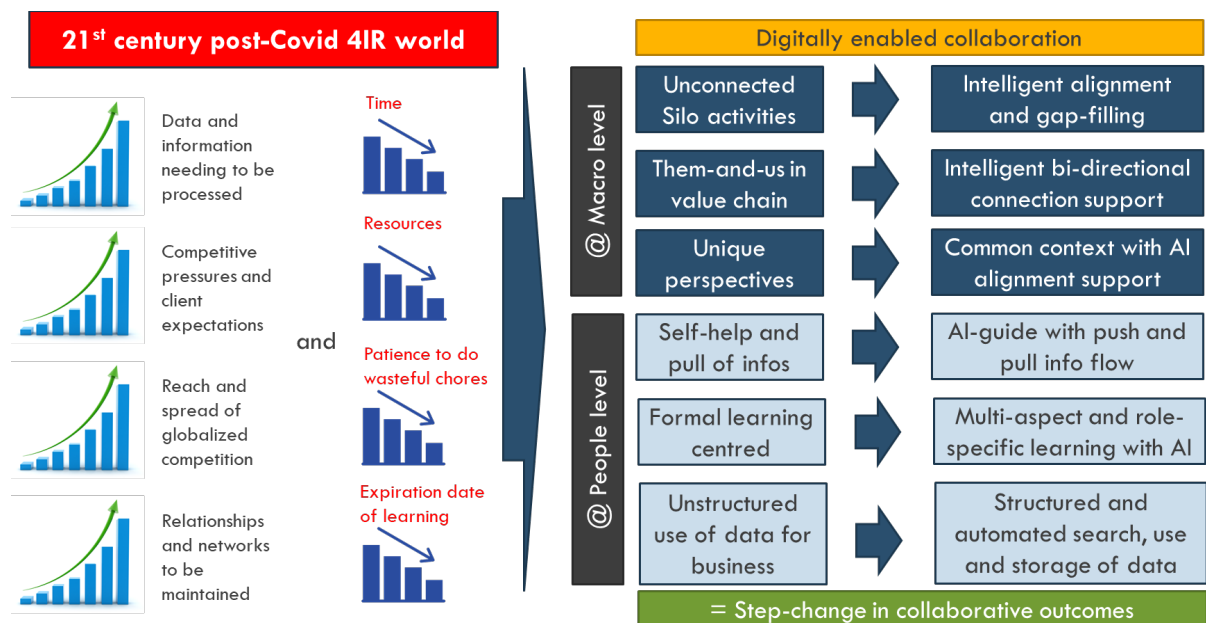 21st century post-Covid 4IR world
Data and
information
needing to be
processed
Competitive
pressures and
client
expectations
Reach and
spread of
globalized
competition
Relationships
and networks
to be
maintained
and
Time
Resources
Patience to do
wasteful chores
Expiration date
of learning
Digitally enabled collaboration
@ Macro level
Unconnected
Silo activities
Intelligent alignment
and gap-filling
Them-and-us in
value chain
Intelligent bi-directional
connection support
Unique
perspectives
Common context with AI
alignment support
@ People level
Self-help and
pull of infos
AI-guide with push and
pull info flow
Formal learning
centred
Multi-aspect and role-
specific learning with AI
Unstructured
use of data for
business
Structured and
automated search, use
and storage of data
= Step-change in collaborative outcomes